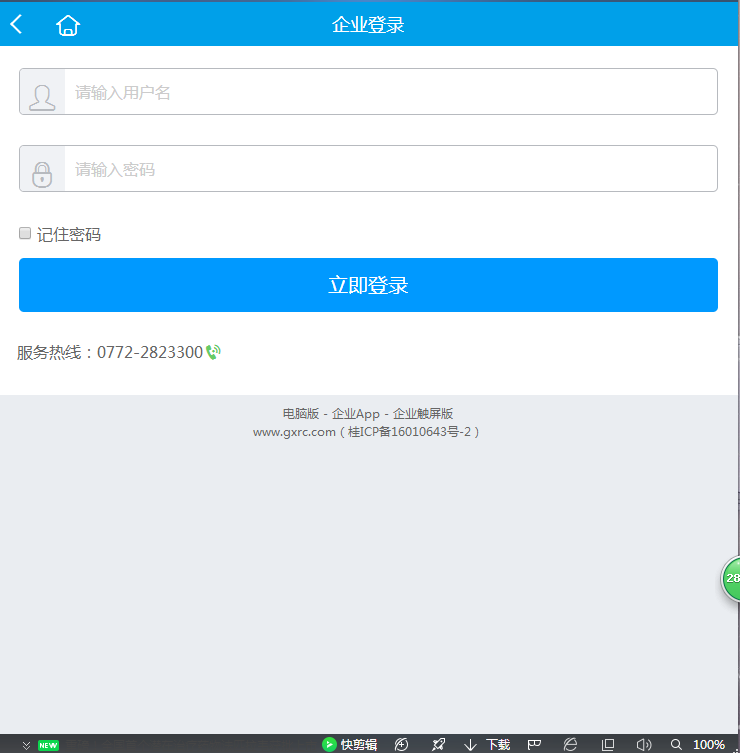 企业登录
请输入用户名
请输入密码
记住密码
立即登录
服务热线：0772-2823300
电脑版 - 企业App - 企业触屏版
www.gxrc.com（桂ICP备16010643号-2）
28
NEW 快剪辑 下载 100%